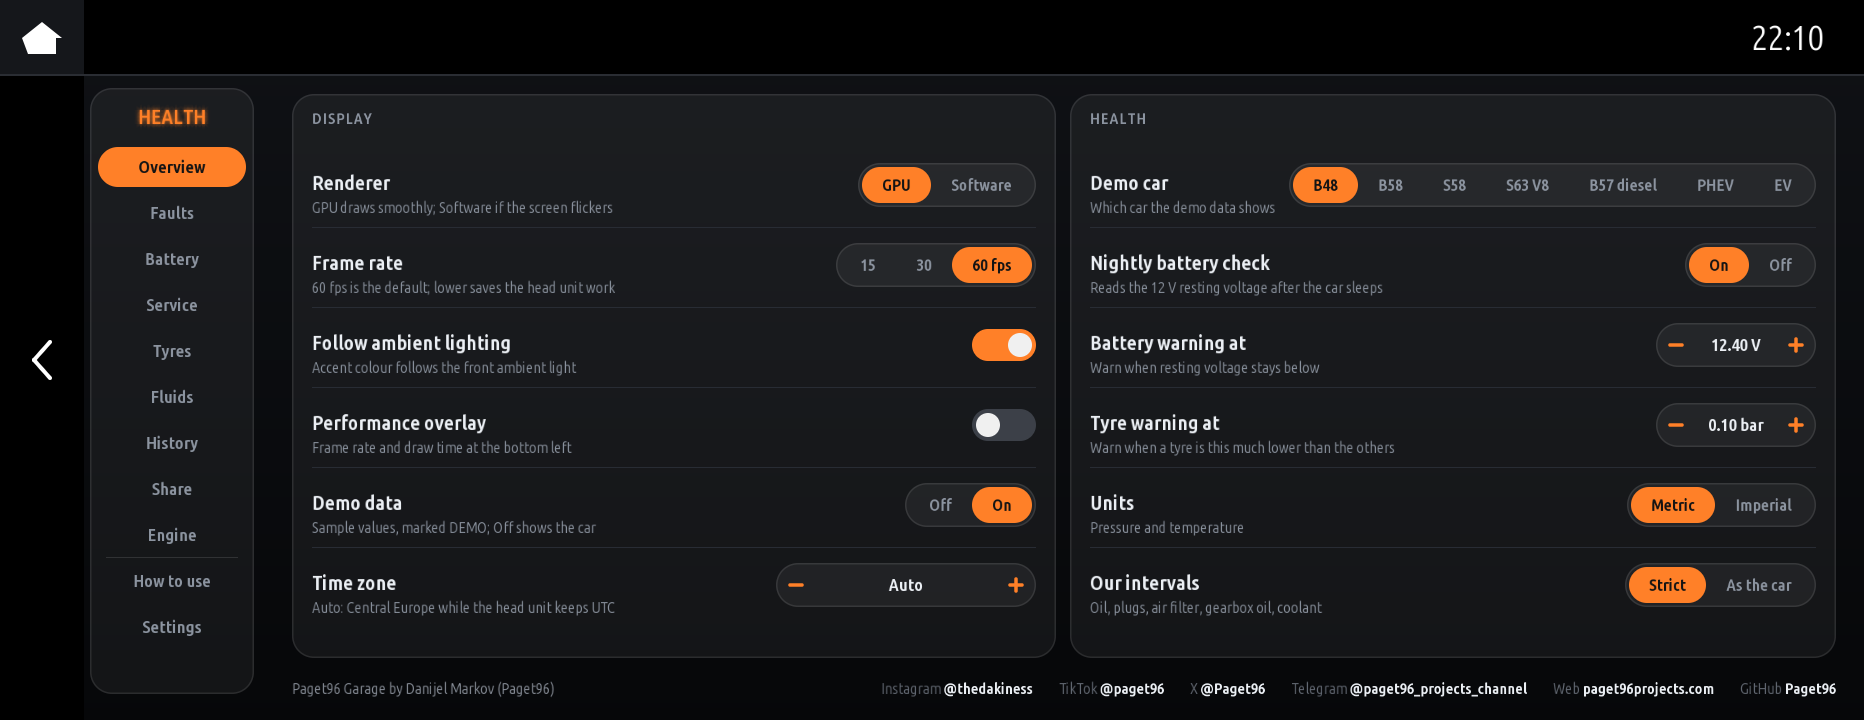 22:10
HEALTH
Overview
Faults
Battery
Service
Tyres
Fluids
History
Share
Engine
How to use
Settings
DISPLAY
Renderer
GPU draws smoothly; Software if the screen flickers
GPU Software
Frame rate
60 fps is the default; lower saves the head unit work
15 30 60 fps
Follow ambient lighting
Accent colour follows the front ambient light
Performance overlay
Frame rate and draw time at the bottom left
Demo data
Sample values, marked DEMO; Off shows the car
Off On
Time zone
Auto: Central Europe while the head unit keeps UTC
− Auto +
HEALTH
Demo car
Which car the demo data shows
B48 B58 S58 S63 V8 B57 diesel PHEV EV
Nightly battery check
Reads the 12 V resting voltage after the car sleeps
On Off
Battery warning at
Warn when resting voltage stays below
− 12.40 V +
Tyre warning at
Warn when a tyre is this much lower than the others
− 0.10 bar +
Units
Pressure and temperature
Metric Imperial
Our intervals
Oil, plugs, air filter, gearbox oil, coolant
Strict As the car
Paget96 Garage by Danijel Markov (Paget96)
Instagram @thedakiness TikTok @paget96 X @Paget96 Telegram @paget96_projects_channel Web paget96projects.com GitHub Paget96